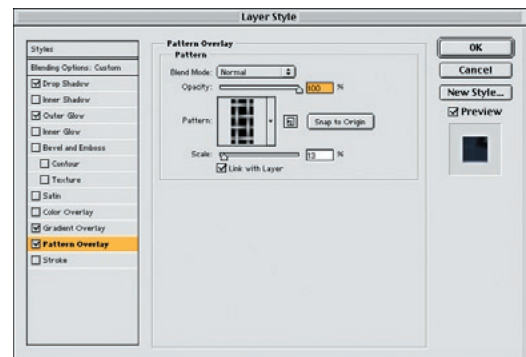 Layer Style
Styles
Blending Options: Custom
Drop Shadow
Inner Shadow
Outer Glow
Inner Glow
Bevel and Emboss
Contour
Texture
Satin
Color Overlay
Gradient Overlay
Pattern Overlay
Stroke
Pattern Overlay
Pattern
Blend Mode: Normal
Opacity: 100 %
Pattern: Snap to Origin
Scale: 13 %
Link with Layer
OK
Cancel
New Style...
Preview